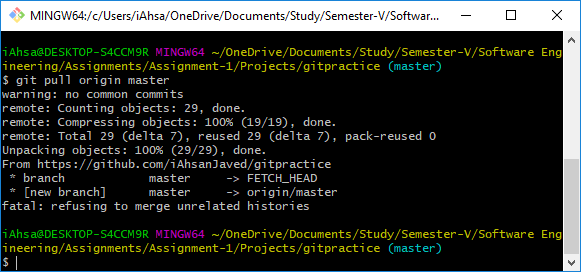 MINGW64:/c/Users/iAhsa/OneDrive/Documents/Study/Semester-V/Softwar...
iAhsa@DESKTOP-S4CCM9R MINGW64 ~/OneDrive/Documents/Study/Semester-V/Software Eng
ineering/Assignments/Assignment-1/Projects/gitpractice (master)
$ git pull origin master
warning: no common commits
remote: Counting objects: 29, done.
remote: Compressing objects: 100% (19/19), done.
remote: Total 29 (delta 7), reused 29 (delta 7), pack-reused 0
Unpacking objects: 100% (29/29), done.
From https://github.com/iAhsanJaved/gitpractice
 * branch            master     -> FETCH_HEAD
 * [new branch]      master     -> origin/master
fatal: refusing to merge unrelated histories
iAhsa@DESKTOP-S4CCM9R MINGW64 ~/OneDrive/Documents/Study/Semester-V/Software Eng
ineering/Assignments/Assignment-1/Projects/gitpractice (master)
$